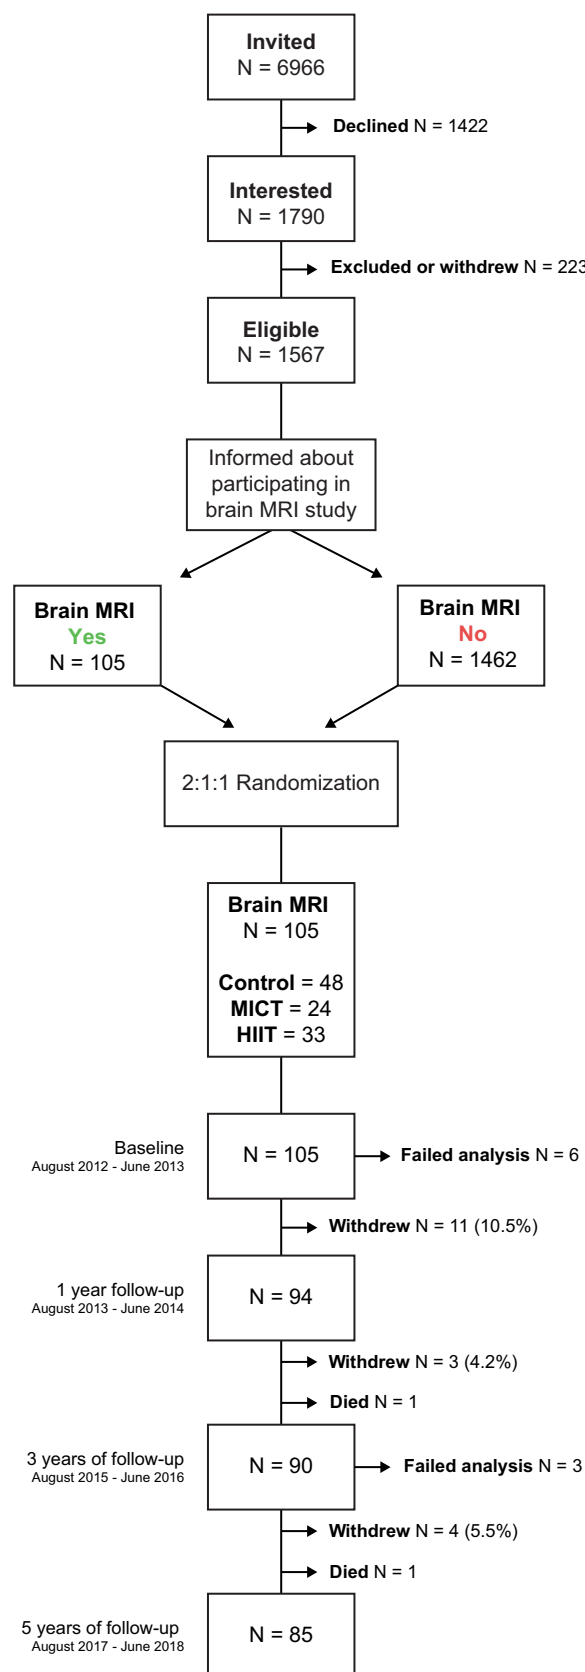 Invited
N = 6966
Declined N = 1422
Interested
N = 1790
Excluded or withdrew N = 223
Eligible
N = 1567
Informed about
participating in
brain MRI study
Brain MRI
Yes
N = 105
Brain MRI
No
N = 1462
2:1:1 Randomization
Brain MRI
N = 105
Control = 48
MICT = 24
HIIT = 33
Baseline
August 2012 - June 2013
N = 105
Failed analysis N = 6
Withdrew N = 11 (10.5%)
1 year follow-up
August 2013 - June 2014
N = 94
Withdrew N = 3 (4.2%)
Died N = 1
3 years of follow-up
August 2015 - June 2016
N = 90
Failed analysis N = 3
Withdrew N = 4 (5.5%)
Died N = 1
5 years of follow-up
August 2017 - June 2018
N = 85